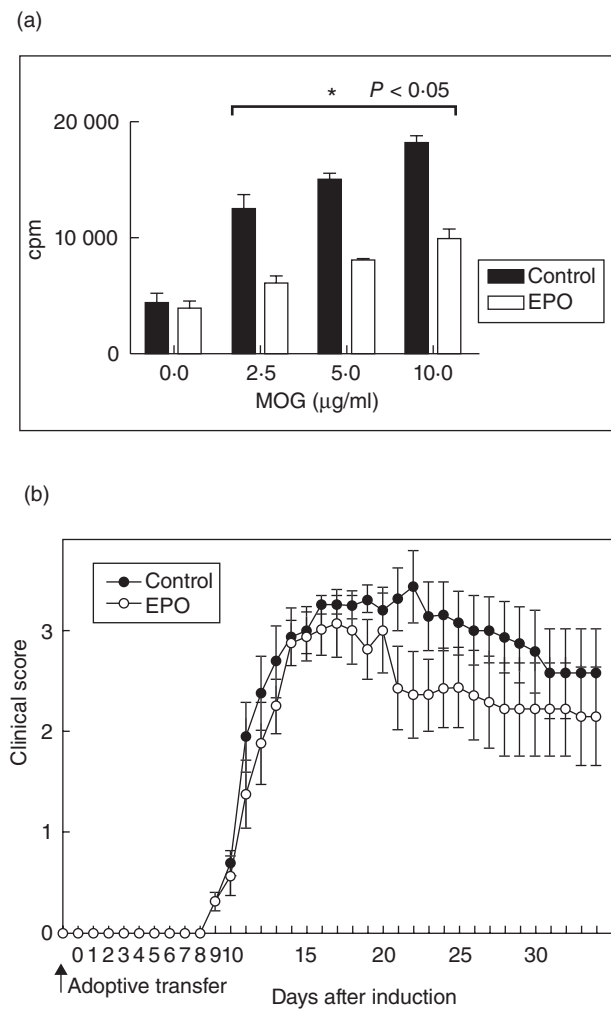 (a)
* P < 0·05
20 000
10 000
0
cpm
0·0 2·5 5·0 10·0
MOG (μg/ml)
Control
EPO
(b)
Control
EPO
3
2
1
0
Clinical score
0 1 2 3 4 5 6 7 8 9 10 15 20 25 30
Adoptive transfer
Days after induction